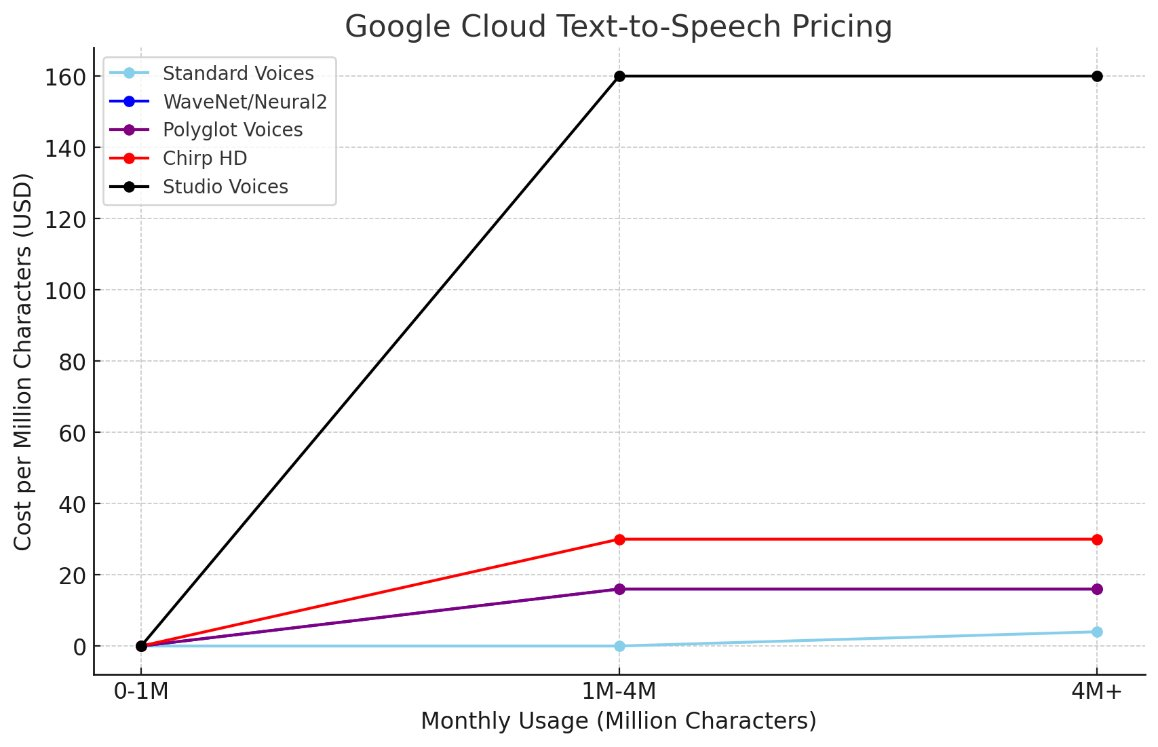 Google Cloud Text-to-Speech Pricing
Standard Voices
WaveNet/Neural2
Polyglot Voices
Chirp HD
Studio Voices
Cost per Million Characters (USD)
160
140
120
100
80
60
40
20
0
0-1M
1M-4M
4M+
Monthly Usage (Million Characters)